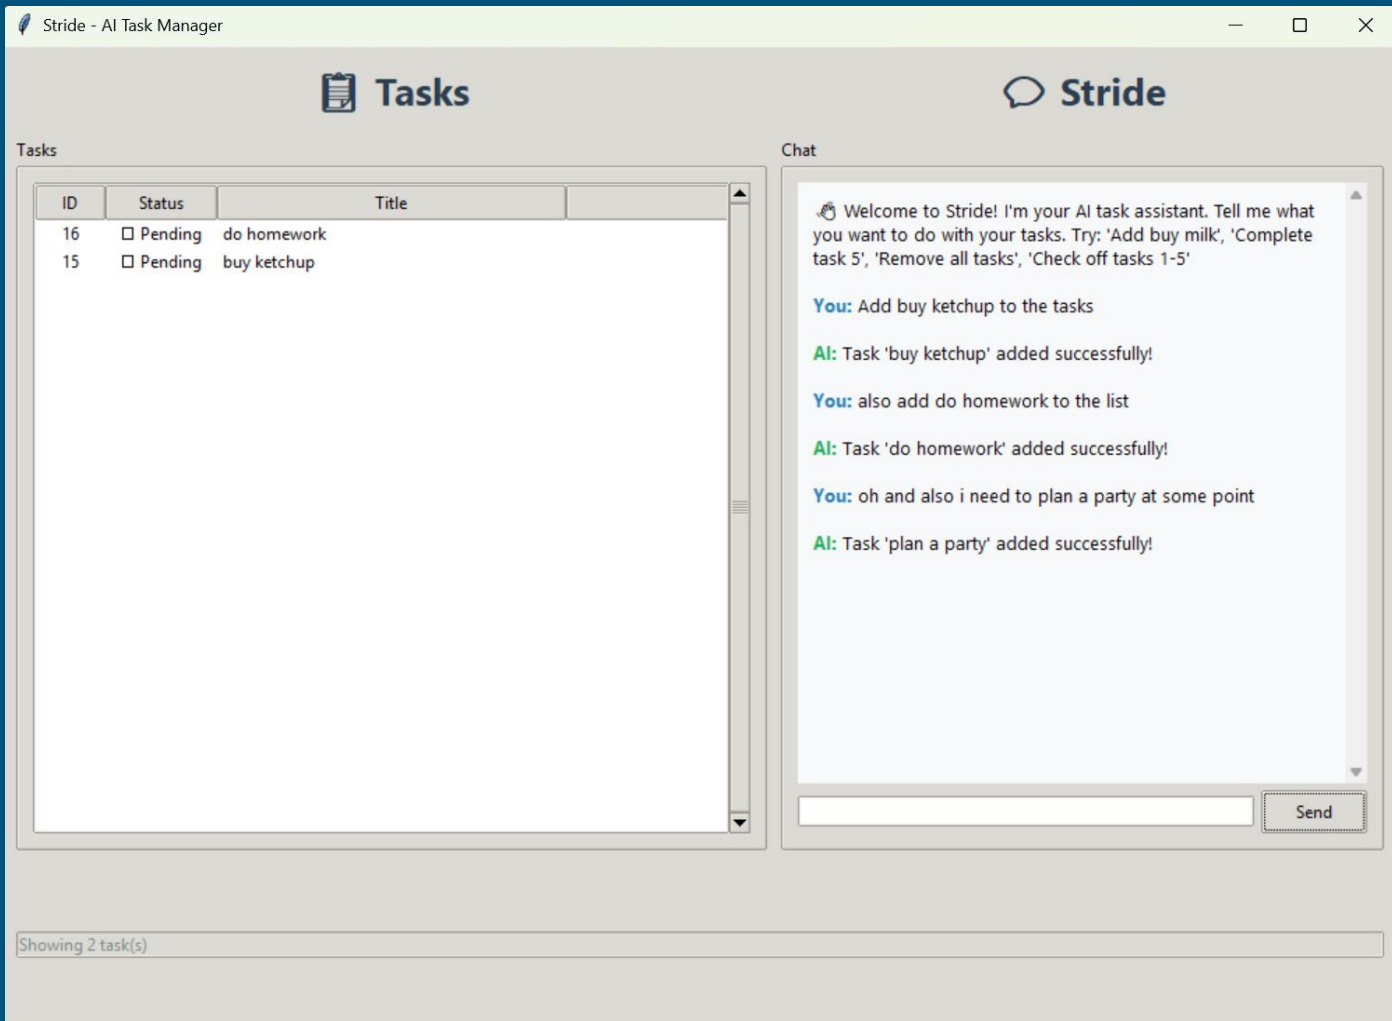 Stride - AI Task Manager
Tasks
Stride
Tasks
Chat
ID Status Title
16 Pending do homework
15 Pending buy ketchup
Welcome to Stride! I'm your AI task assistant. Tell me what
you want to do with your tasks. Try: 'Add buy milk', 'Complete
task 5', 'Remove all tasks', 'Check off tasks 1-5'
You: Add buy ketchup to the tasks
AI: Task 'buy ketchup' added successfully!
You: also add do homework to the list
AI: Task 'do homework' added successfully!
You: oh and also i need to plan a party at some point
AI: Task 'plan a party' added successfully!
Send
Showing 2 task(s)